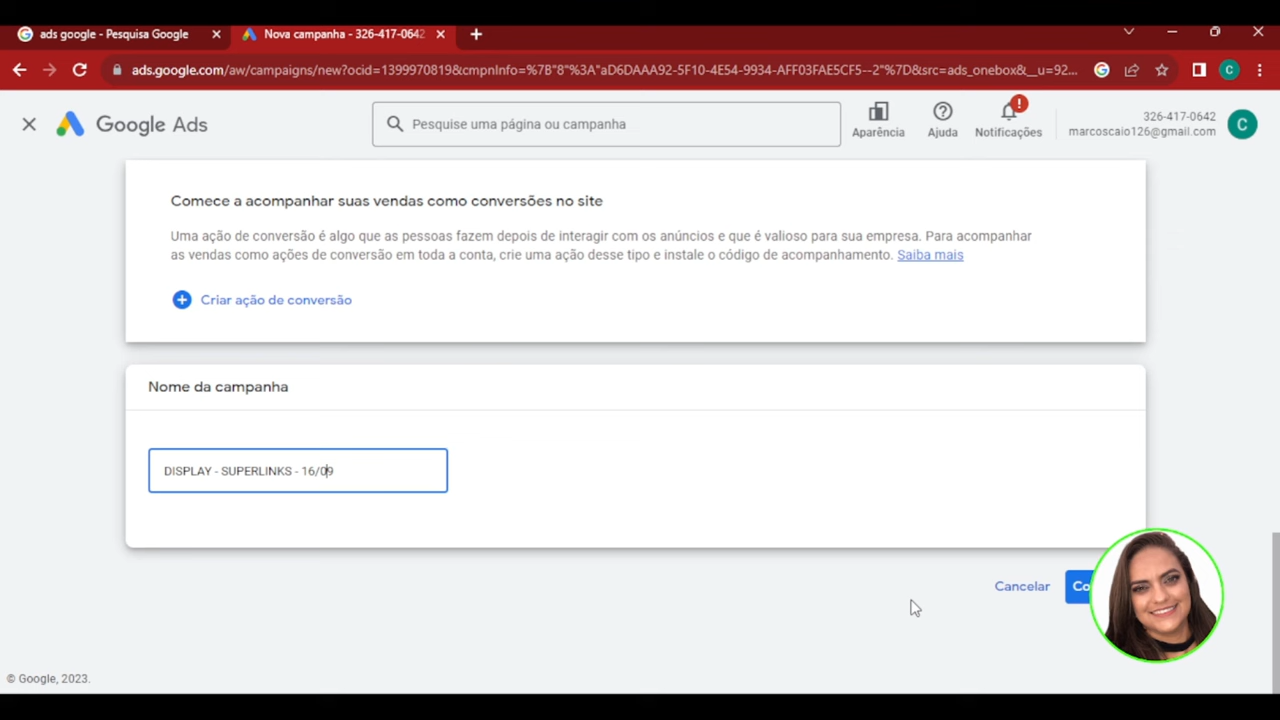 ads google - Pesquisa Google
Nova campanha - 326-417-0642
ads.google.com/aw/campaigns/new?ocid=1399970819&cmpnInfo=%7B"8"%3A"aD6DAAA92-5F10-4E54-9934-AFF03FAE5CF5--2"%7D&src=ads_onebox&__u=92...
C
Google Ads
Pesquise uma página ou campanha
Aparência
Ajuda
Notificações
326-417-0642
marcoscaio126@gmail.com
C
Comece a acompanhar suas vendas como conversões no site
Uma ação de conversão é algo que as pessoas fazem depois de interagir com os anúncios e que é valioso para sua empresa. Para acompanhar
as vendas como ações de conversão em toda a conta, crie uma ação desse tipo e instale o código de acompanhamento. Saiba mais
Criar ação de conversão
Nome da campanha
DISPLAY - SUPERLINKS - 16/09
Cancelar
Co
© Google, 2023.